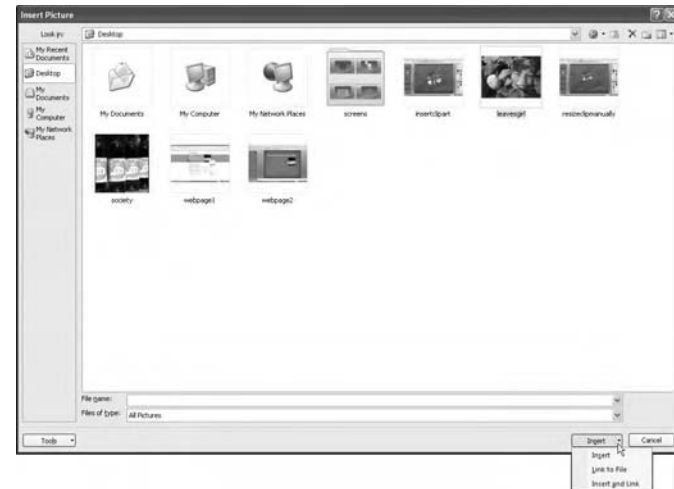 Insert Picture
Look in:
Desktop
My Recent
Documents
Desktop
My
Documents
My
Computer
My Network
Places
My Documents
My Computer
My Network Places
screens
insertclipart
leavesgirl
resizeclipmanually
society
webpage1
webpage2
File name:
Files of type:
All Pictures
Tools
Insert
Cancel
Insert
Link to File
Insert and Link